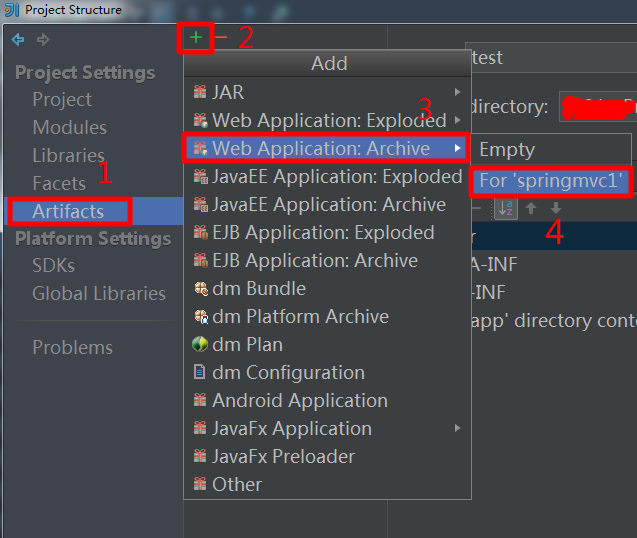 Project Structure
2
Project Settings
Project
Modules
Libraries
Facets
1
Artifacts
Platform Settings
SDKs
Global Libraries
Problems
Add
JAR
3
Web Application: Exploded
Web Application: Archive
JavaEE Application: Exploded
JavaEE Application: Archive
EJB Application: Exploded
EJB Application: Archive
dm Bundle
dm Platform Archive
dm Plan
dm Configuration
Android Application
JavaFx Application
JavaFx Preloader
Other
test
directory:
Empty
For 'springmvc1'
4
A-INF
-INF
app' directory cont